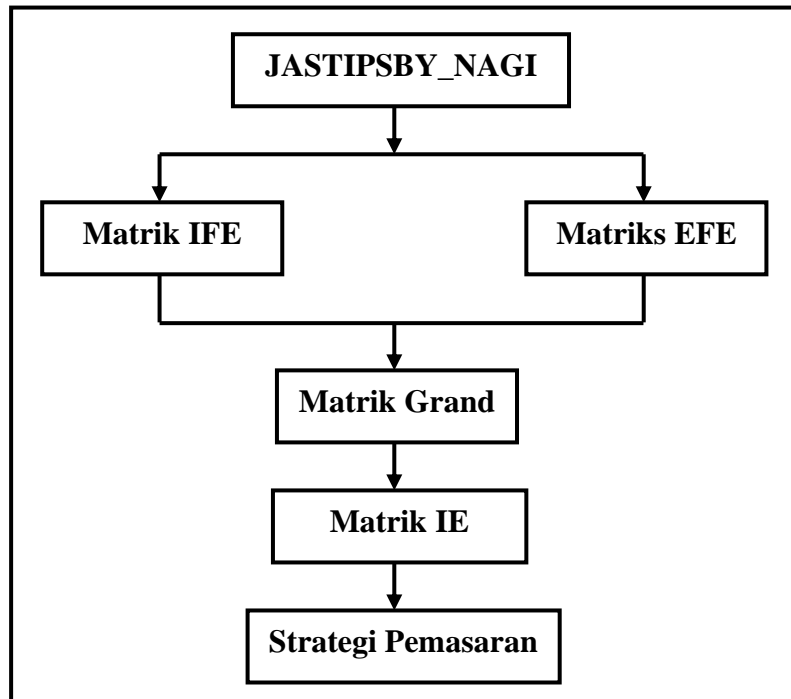 JASTIPSBY_NAGI
Matrik IFE
Matriks EFE
Matrik Grand
Matrik IE
Strategi Pemasaran